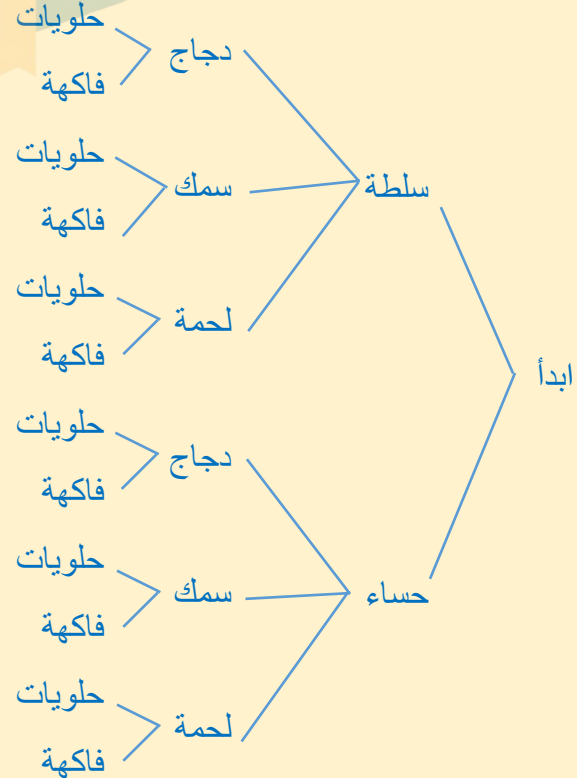 ابدأ
سلطة
دجاج
حلويات
فاكهة
سمك
حلويات
فاكهة
لحمة
حلويات
فاكهة
حساء
دجاج
حلويات
فاكهة
سمك
حلويات
فاكهة
لحمة
حلويات
فاكهة